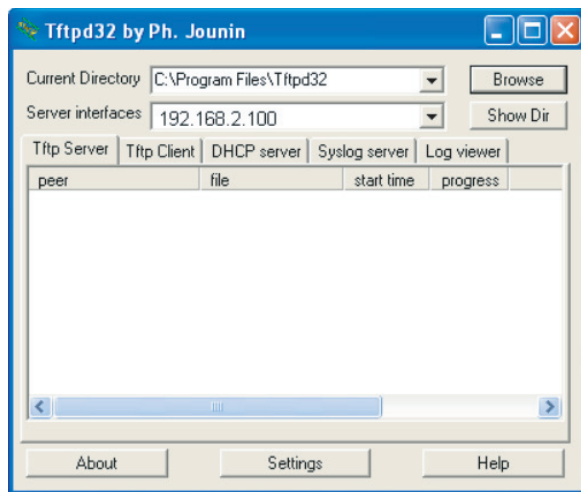 Tftpd32 by Ph. Jounin
Current Directory C:\Program Files\Tftpd32 Browse
Server interfaces 192.168.2.100 Show Dir
Tftp Server Tftp Client DHCP server Syslog server Log viewer
peer file start time progress
About Settings Help